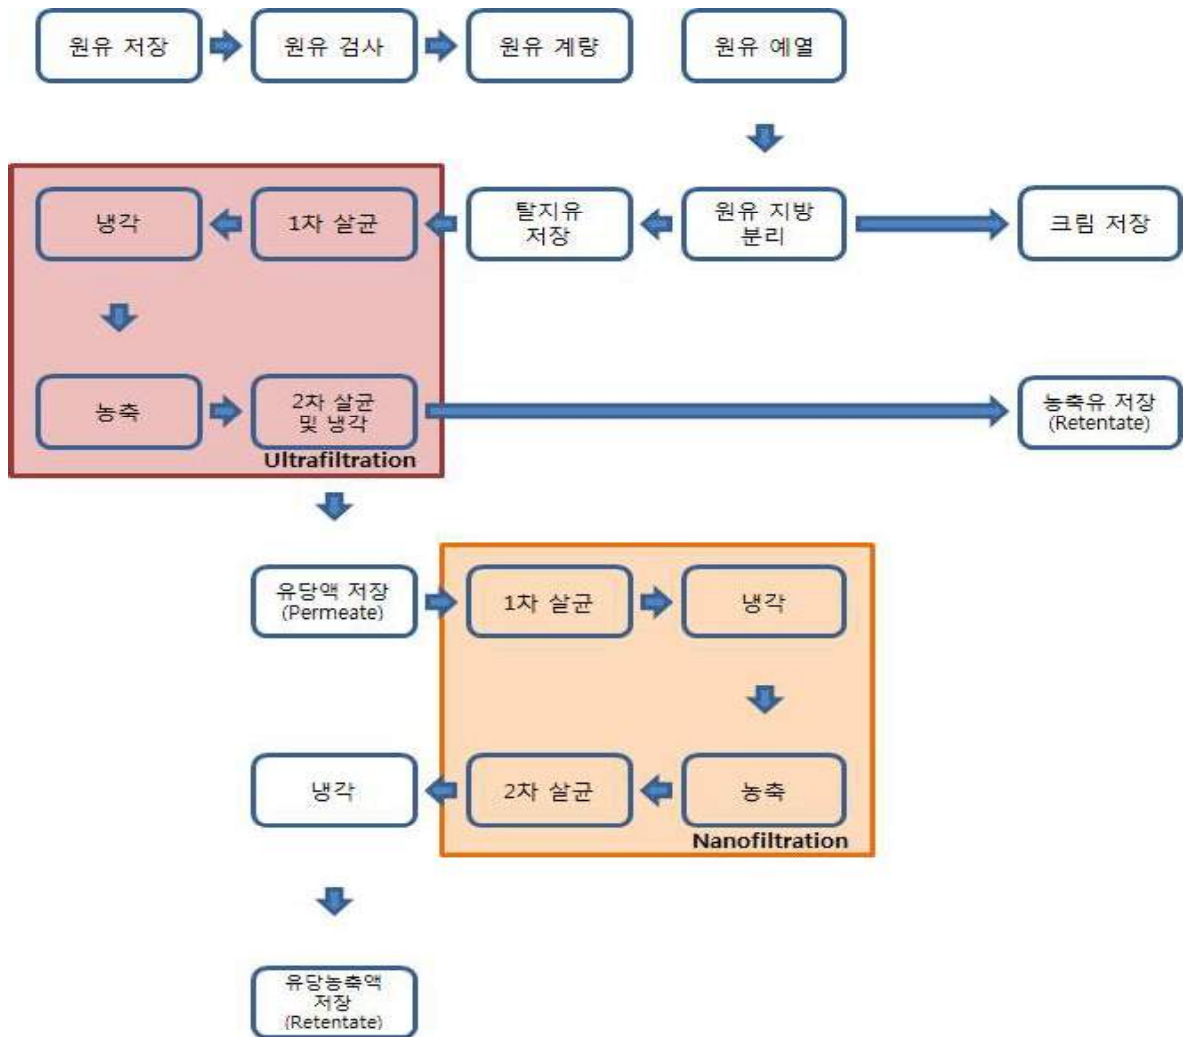 원유 저장
원유 검사
원유 계량
원유 예열
냉각
1차 살균
탈지유
저장
원유 지방
분리
크림 저장
농축
2차 살균
및 냉각
농축유 저장
(Retentate)
Ultrafiltration
유당액 저장
(Permeate)
1차 살균
냉각
냉각
2차 살균
농축
Nanofiltration
유당농축액
저장
(Retentate)